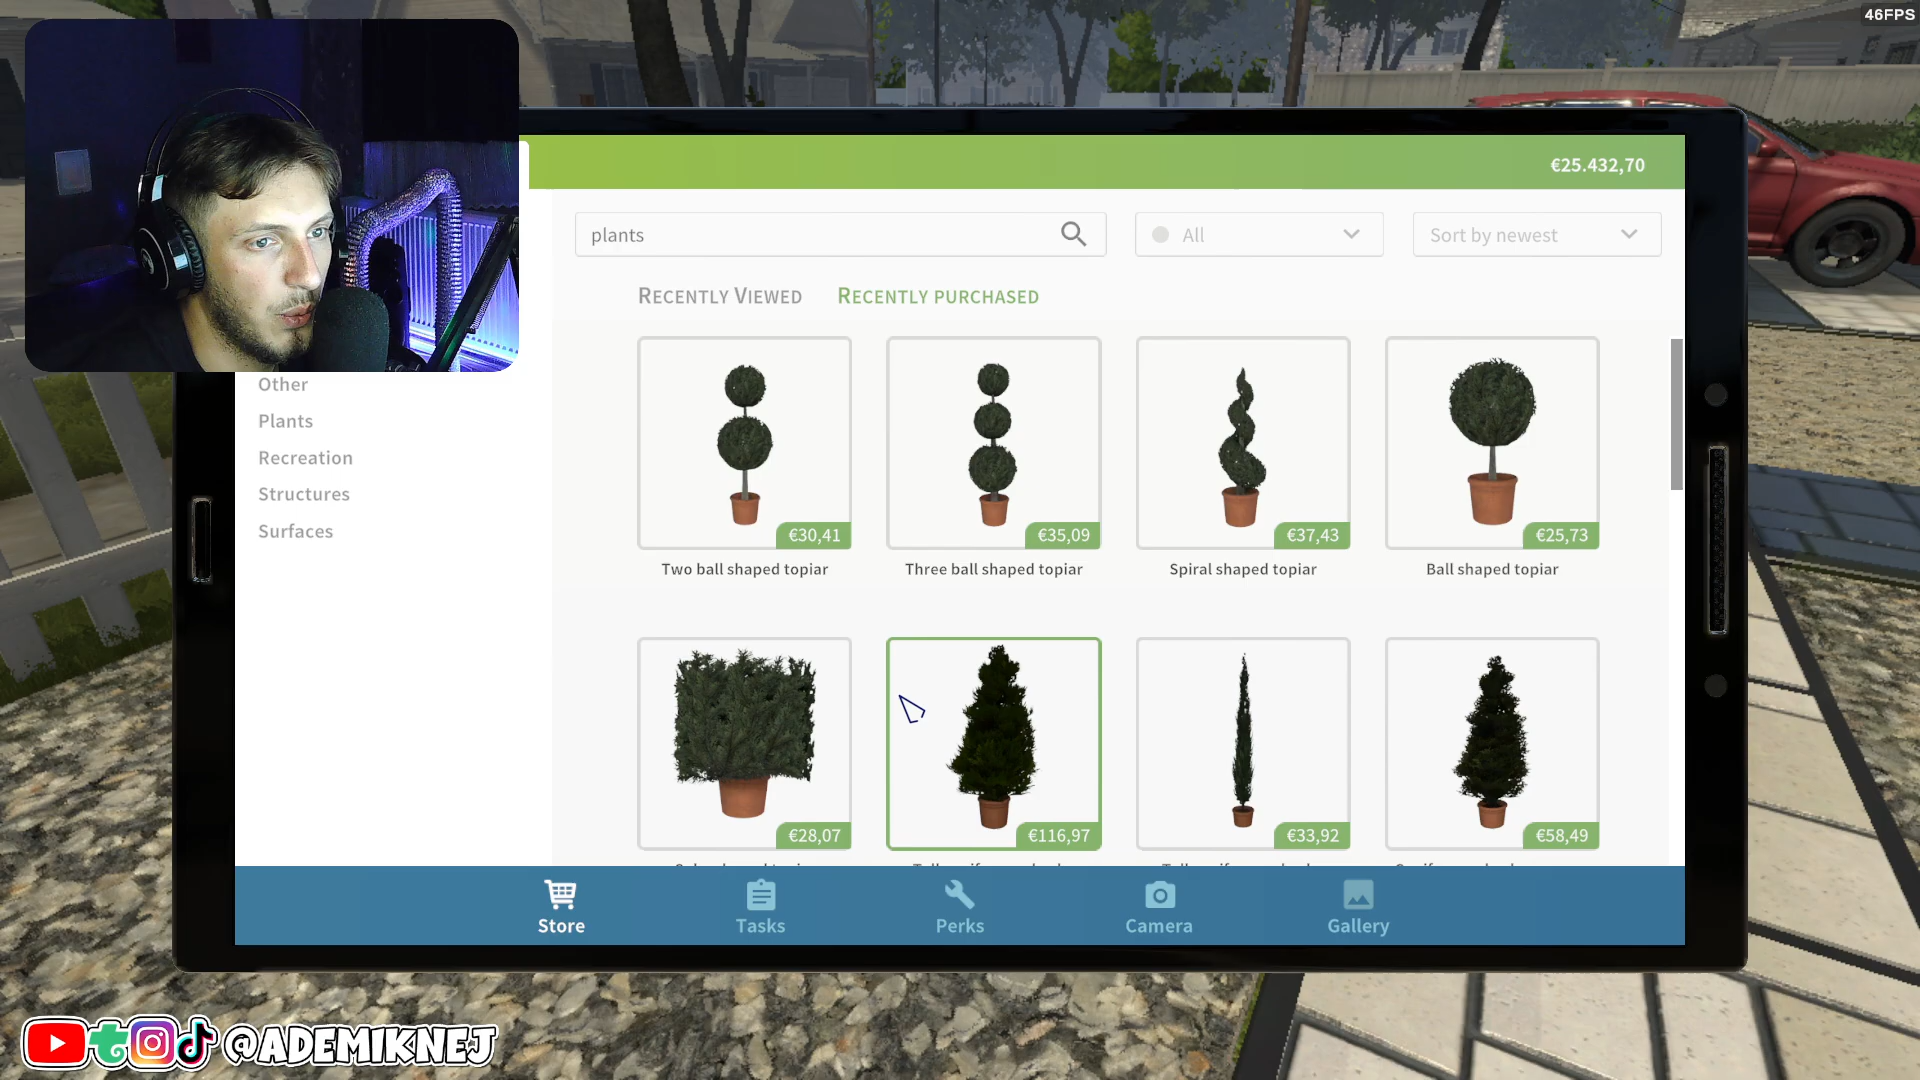 46FPS
€25.432,70
plants
All
Sort by newest
RECENTLY VIEWED
RECENTLY PURCHASED
Other
Plants
Recreation
Structures
Surfaces
€30,41
€35,09
€37,43
€25,73
Two ball shaped topiar
Three ball shaped topiar
Spiral shaped topiar
Ball shaped topiar
€28,07
€116,97
€33,92
€58,49
Store
Tasks
Perks
Camera
Gallery
@ADEMIKNEJ